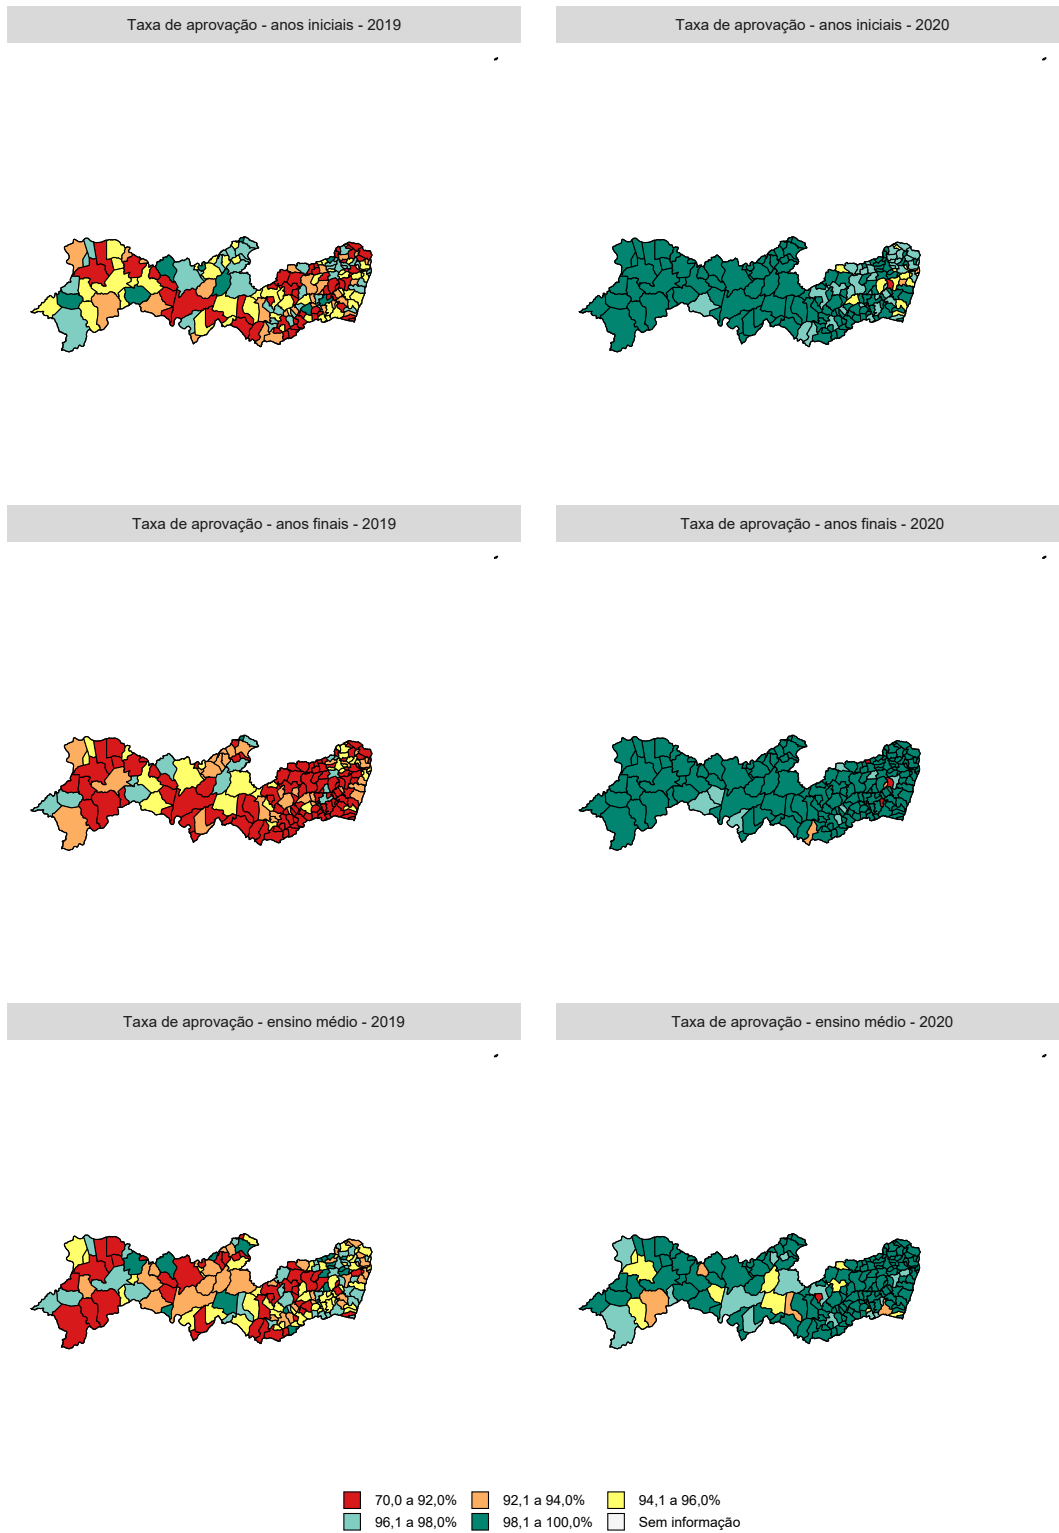 Taxa de aprovação - anos iniciais - 2019
Taxa de aprovação - anos iniciais - 2020
Taxa de aprovação - anos finais - 2019
Taxa de aprovação - anos finais - 2020
Taxa de aprovação - ensino médio - 2019
Taxa de aprovação - ensino médio - 2020
70,0 a 92,0% 92,1 a 94,0% 94,1 a 96,0%
96,1 a 98,0% 98,1 a 100,0% Sem informação